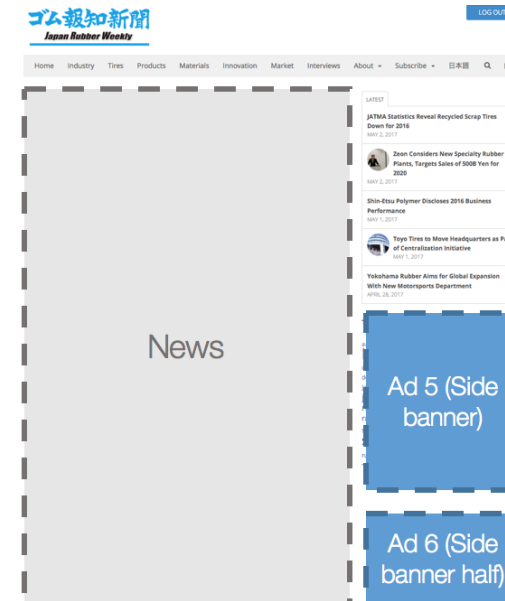 ゴム報知新聞
Japan Rubber Weekly
LOG OUT
Home Industry Tires Products Materials Innovation Market Interviews About Subscribe 日本語
LATEST
JATMA Statistics Reveal Recycled Scrap Tires
Down for 2016
MAY 2, 2017
Zeon Considers New Specialty Rubber
Plants, Targets Sales of 500B Yen for
2020
MAY 2, 2017
Shin-Etsu Polymer Discloses 2016 Business
Performance
MAY 1, 2017
Toyo Tires to Move Headquarters as
of Centralization Initiative
MAY 1, 2017
Yokohama Rubber Aims for Global Expansion
With New Motorsports Department
APRIL 28, 2017
News
Ad 5 (Side
banner)
Ad 6 (Side
banner half)